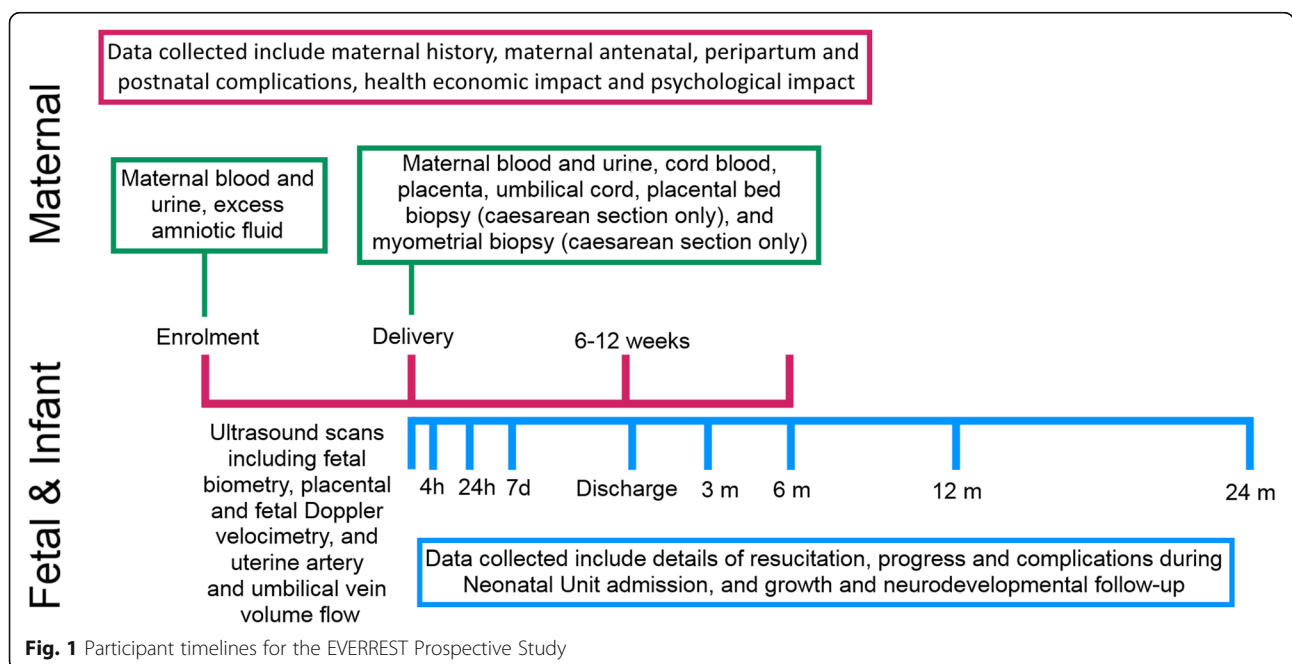 Maternal
Data collected include maternal history, maternal antenatal, peripartum and
postnatal complications, health economic impact and psychological impact
Maternal blood and
urine, excess
amniotic fluid
Maternal blood and urine, cord blood,
placenta, umbilical cord, placental bed
biopsy (caesarean section only), and
myometrial biopsy (caesarean section only)
Enrolment
Delivery
6-12 weeks
Fetal & Infant
Ultrasound scans
including fetal
biometry, placental
and fetal Doppler
velocimetry, and
uterine artery
and umbilical vein
volume flow
4h
24h
7d
Discharge
3 m
6 m
12 m
24 m
Data collected include details of resucitation, progress and complications during
Neonatal Unit admission, and growth and neurodevelopmental follow-up
Fig. 1 Participant timelines for the EVERREST Prospective Study